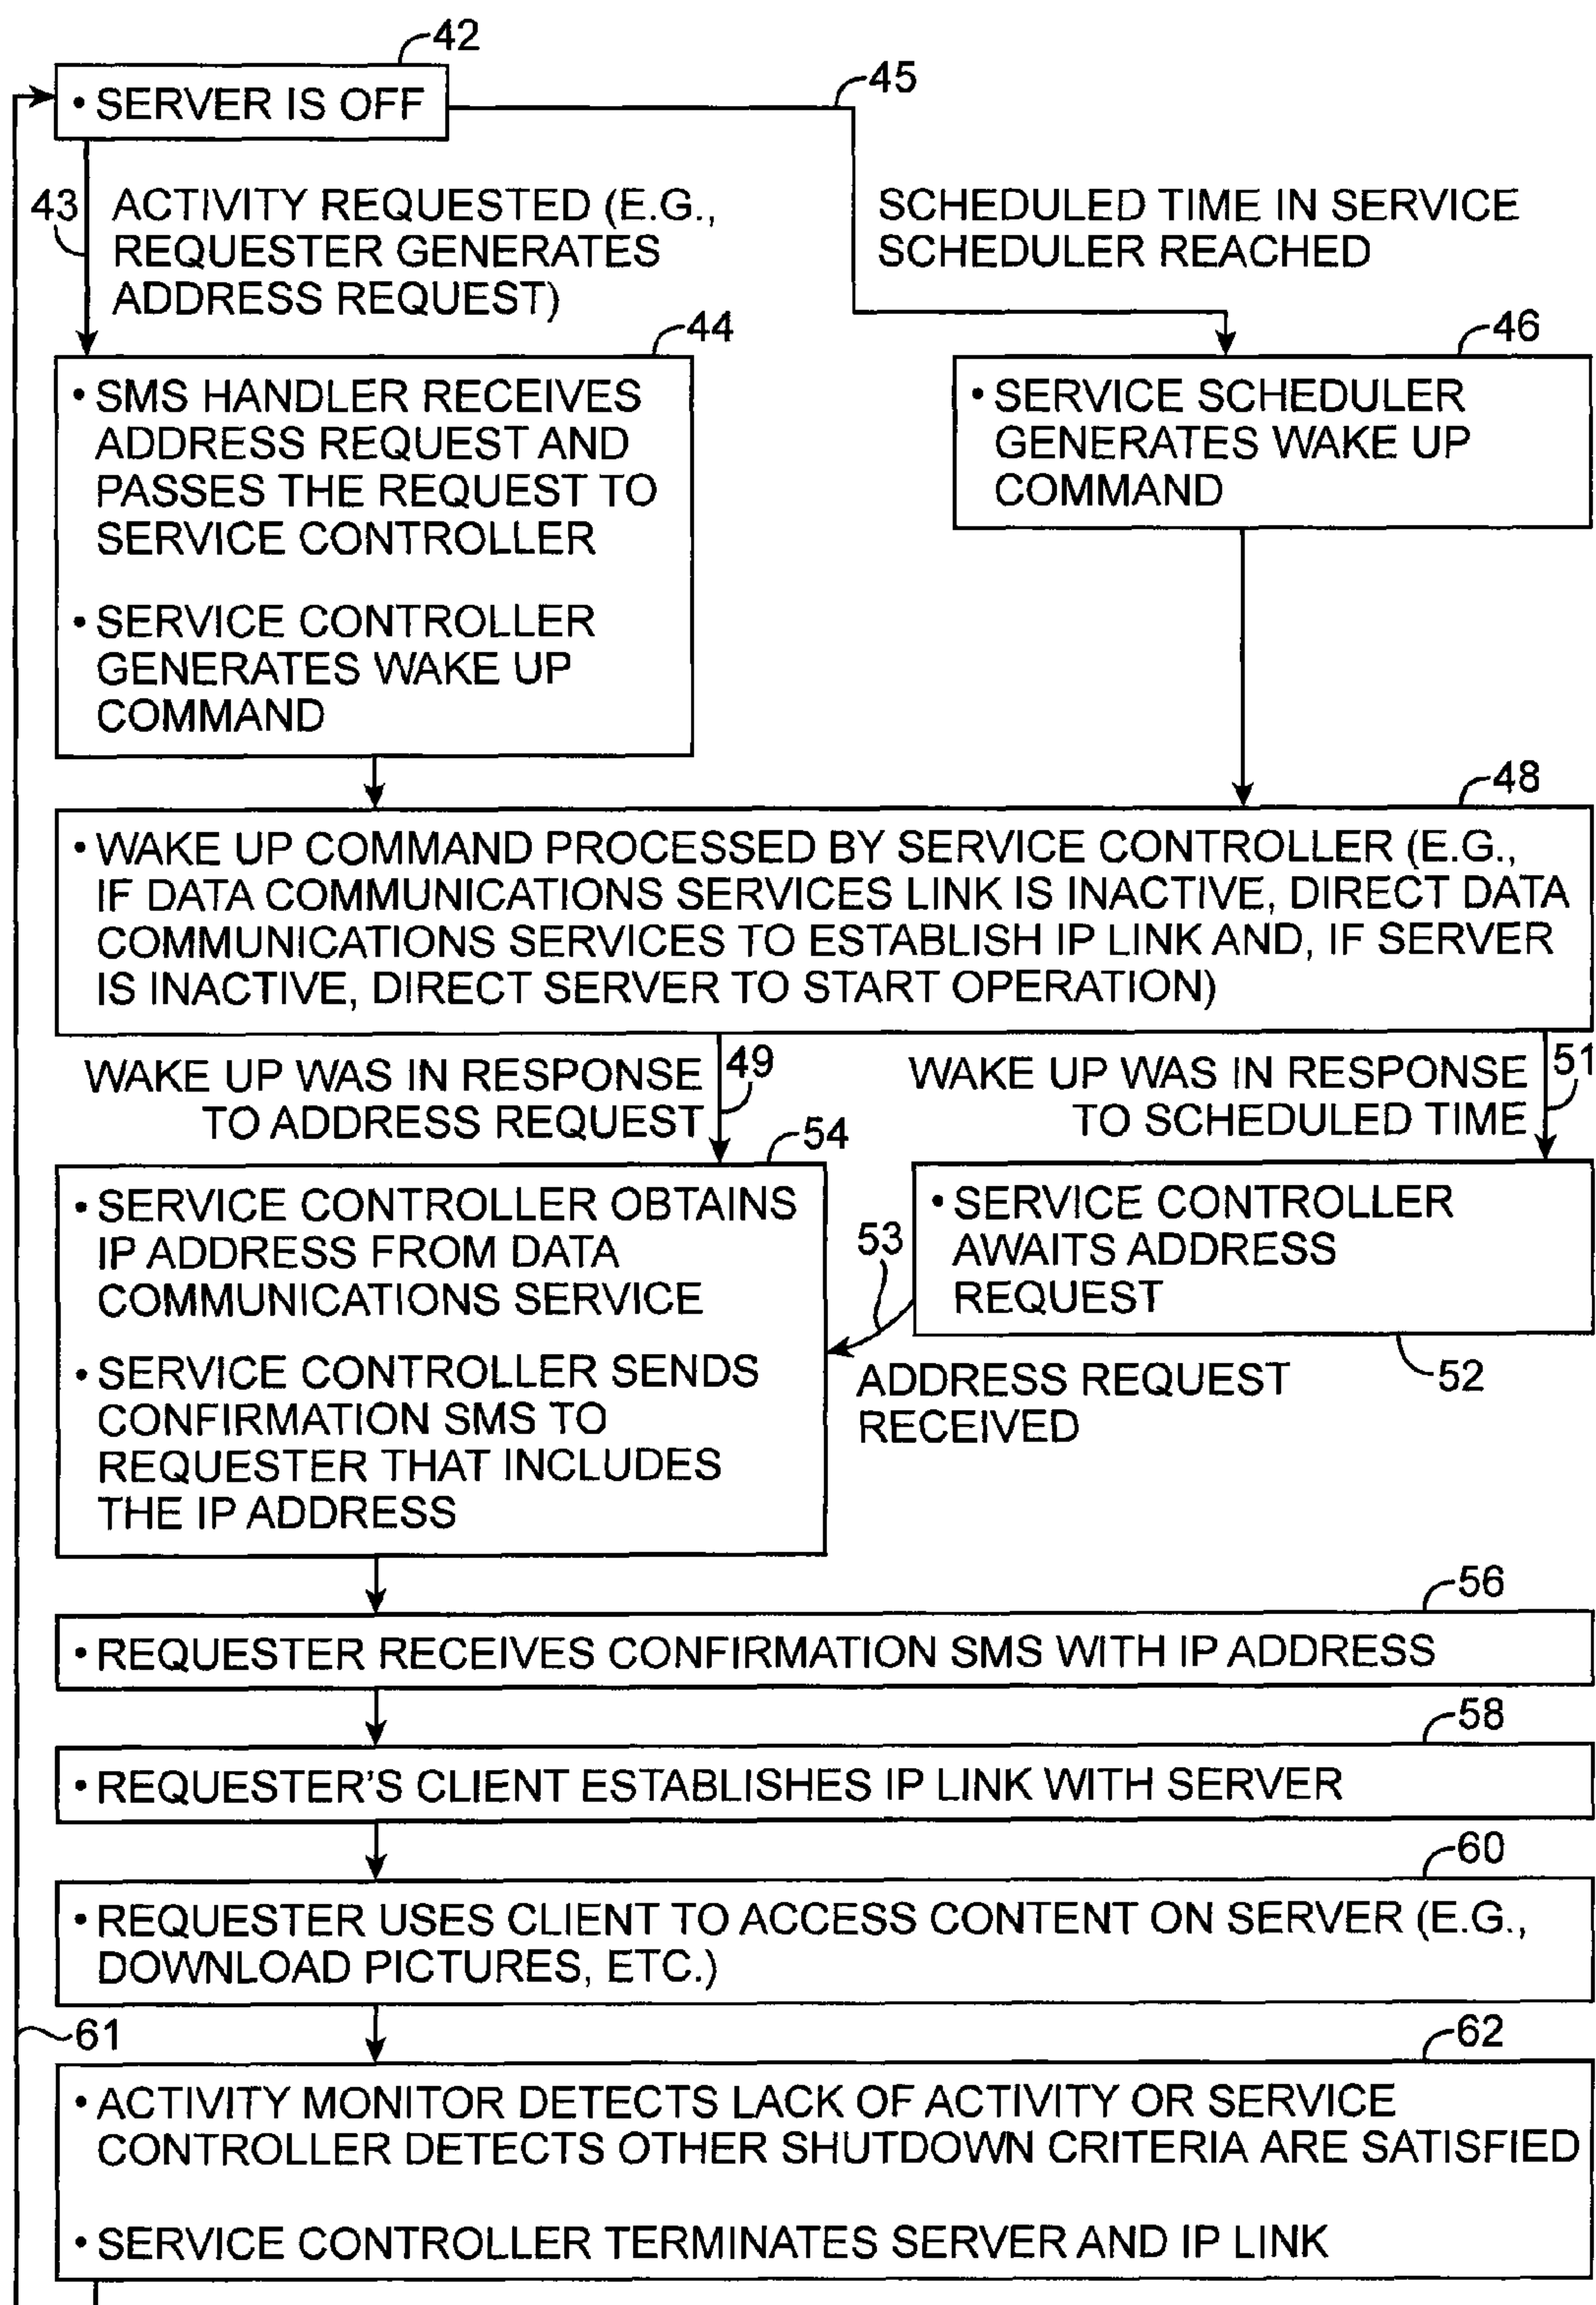 42
• SERVER IS OFF
45
43
ACTIVITY REQUESTED (E.G.,
REQUESTER GENERATES
ADDRESS REQUEST)
SCHEDULED TIME IN SERVICE
SCHEDULER REACHED
44
• SMS HANDLER RECEIVES
ADDRESS REQUEST AND
PASSES THE REQUEST TO
SERVICE CONTROLLER
• SERVICE CONTROLLER
GENERATES WAKE UP
COMMAND
46
• SERVICE SCHEDULER
GENERATES WAKE UP
COMMAND
48
• WAKE UP COMMAND PROCESSED BY SERVICE CONTROLLER (E.G.,
IF DATA COMMUNICATIONS SERVICES LINK IS INACTIVE, DIRECT DATA
COMMUNICATIONS SERVICES TO ESTABLISH IP LINK AND, IF SERVER
IS INACTIVE, DIRECT SERVER TO START OPERATION)
WAKE UP WAS IN RESPONSE
TO ADDRESS REQUEST
49
WAKE UP WAS IN RESPONSE
TO SCHEDULED TIME
51
54
• SERVICE CONTROLLER OBTAINS
IP ADDRESS FROM DATA
COMMUNICATIONS SERVICE
• SERVICE CONTROLLER SENDS
CONFIRMATION SMS TO
REQUESTER THAT INCLUDES
THE IP ADDRESS
• SERVICE CONTROLLER
AWAITS ADDRESS
REQUEST
52
53
ADDRESS REQUEST
RECEIVED
56
• REQUESTER RECEIVES CONFIRMATION SMS WITH IP ADDRESS
58
• REQUESTER'S CLIENT ESTABLISHES IP LINK WITH SERVER
60
• REQUESTER USES CLIENT TO ACCESS CONTENT ON SERVER (E.G.,
DOWNLOAD PICTURES, ETC.)
61
62
• ACTIVITY MONITOR DETECTS LACK OF ACTIVITY OR SERVICE
CONTROLLER DETECTS OTHER SHUTDOWN CRITERIA ARE SATISFIED
• SERVICE CONTROLLER TERMINATES SERVER AND IP LINK